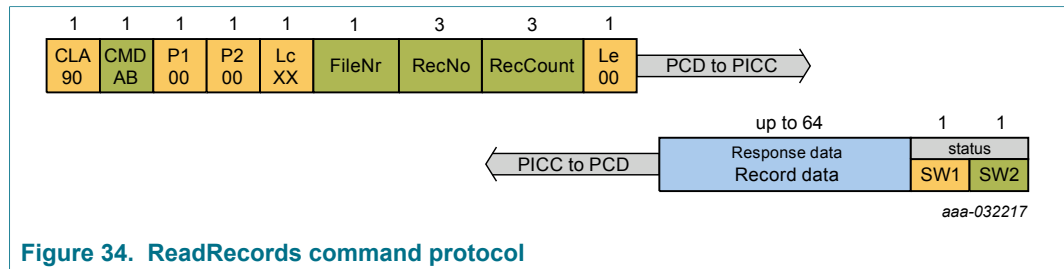 1 1 1 1 1 1 3 3 1
CLA CMD P1 P2 Lc FileNr RecNo RecCount Le PCD to PICC
90 AB 00 00 XX 00
up to 64 1 1
PICC to PCD Response data status
Record data SW1 SW2
aaa-032217
Figure 34. ReadRecords command protocol